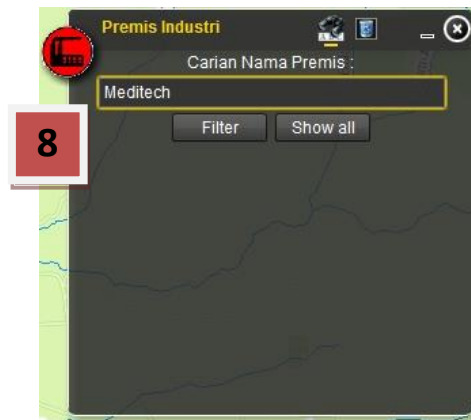 Premis Industri
Carian Nama Premis :
Meditech
Filter Show all
8